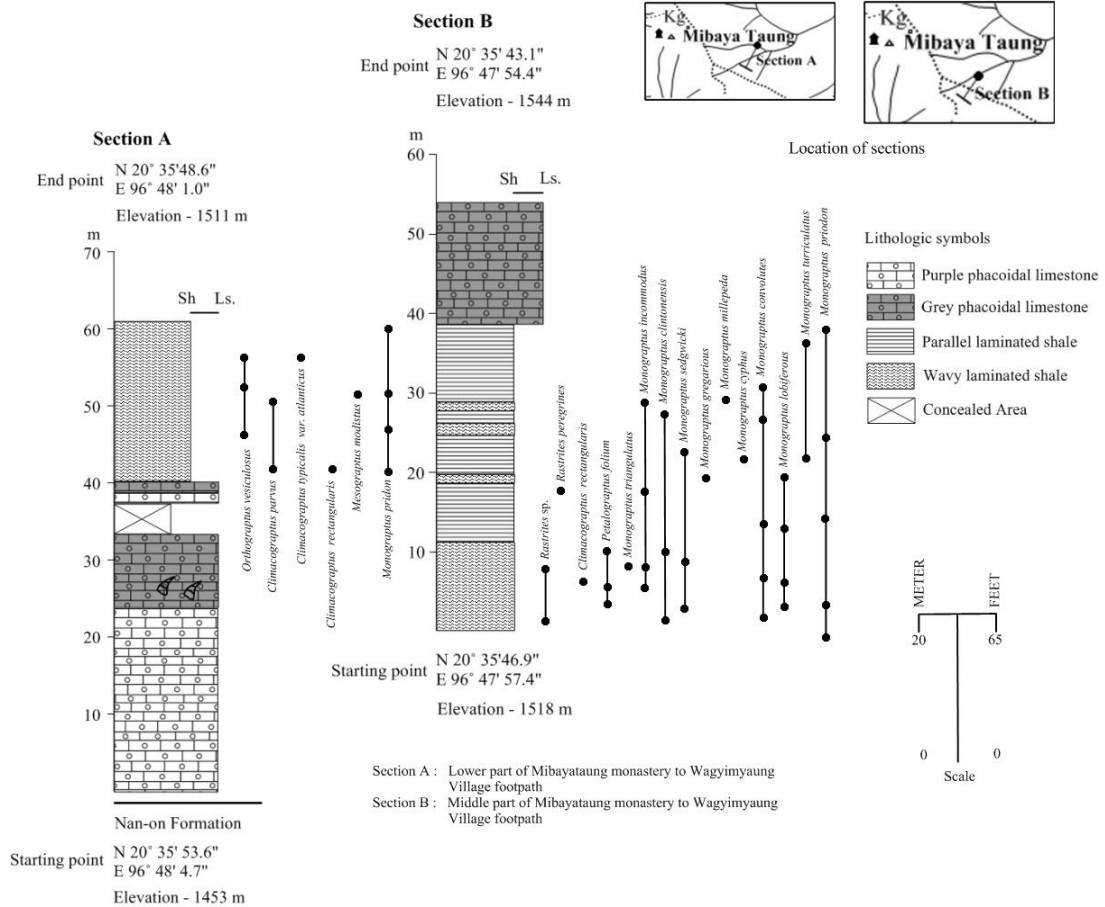 Section B
End point
N 20° 35' 43.1"
E 96° 47' 54.4"
Elevation - 1544 m
Kg.
Mibaya Taung
Section A
Kg.
Mibaya Taung
Section B
Location of sections
Section A
End point
N 20° 35'48.6"
E 96° 48' 1.0"
Elevation - 1511 m
m
70
60
50
40
30
20
10
Sh Ls.
Orthograptus vesiculosus
Climacograptus parvus
Climacograptus typicalis var. atlanticus
Climacograptus rectangularis
Mesograptus modistus
Monograptus pridon
Nan-on Formation
Starting point
N 20° 35' 53.6"
E 96° 48' 4.7"
Elevation - 1453 m
m
60
50
40
30
20
10
Sh Ls.
Rastrites sp.
Rastrites peregrines
Climacograptus rectangularis
Petalograptus folium
Monograptus triangulatus
Monograptus incommodus
Monograptus clintonensis
Monograptus sedgwicki
Monograptus gregarious
Monograptus millepeda
Monograptus cyphus
Monograptus convolutes
Monograptus lobiferous
Monograptus turriculatus
Monograptus priodon
Starting point
N 20° 35'46.9"
E 96° 47' 57.4"
Elevation - 1518 m
Lithologic symbols
Purple phacoidal limestone
Grey phacoidal limestone
Parallel laminated shale
Wavy laminated shale
Concealed Area
METER
FEET
20
65
0
0
Scale
Section A : Lower part of Mibayataung monastery to Wagyimyaung
Village footpath
Section B : Middle part of Mibayataung monastery to Wagyimyaung
Village footpath